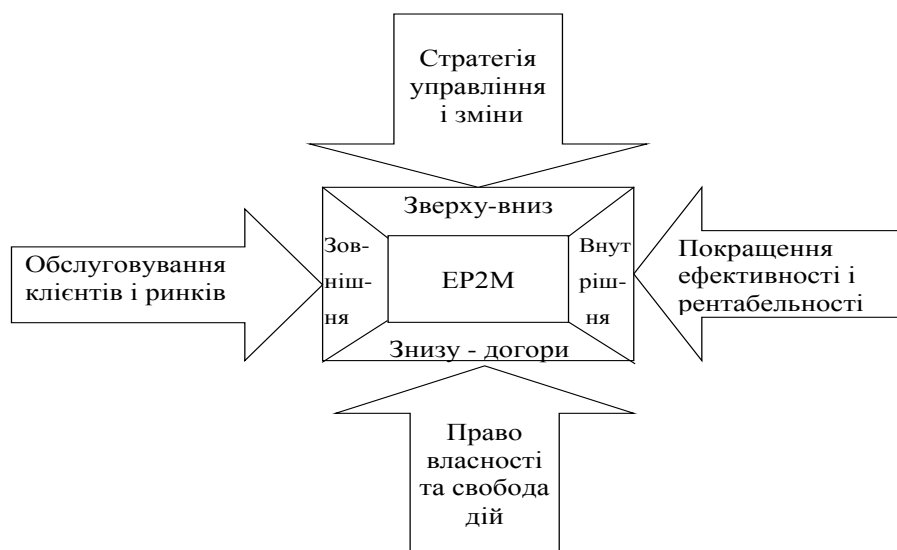 Стратегія
управління
і зміни
Зверху-вниз
Зов-
ніш-
ня
EP2M
Внут
ріш-
ня
Обслуговування
клієнтів і ринків
Покращення
ефективності і
рентабельності
Знизу - догори
Право
власності
та свобода
дій